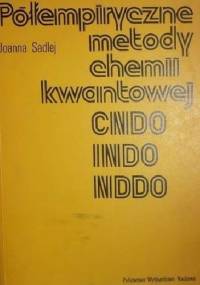 Półempiryczne
Joanna Sadlej
metody
chemii
kwantowej
CNDO
INDO
NDDO
Państwowe Wydawnictwo Naukowe